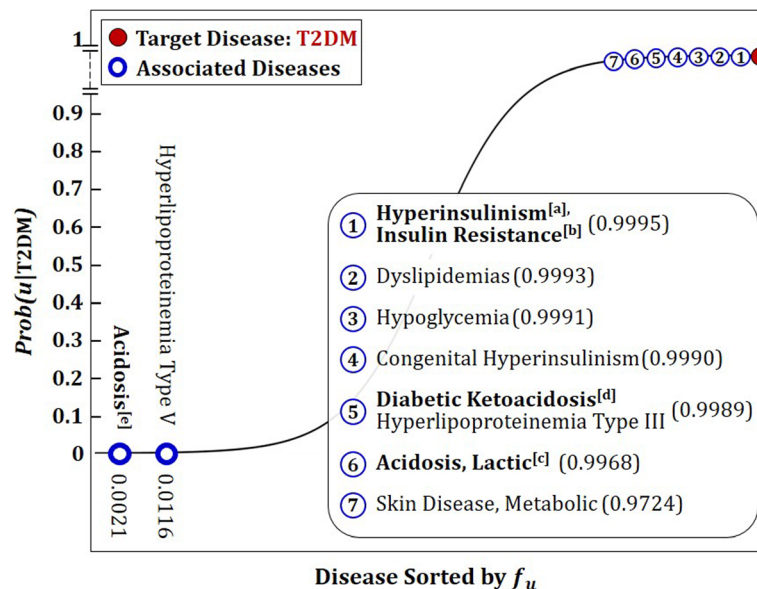 Target Disease: T2DM
Associated Diseases
1
0.9
0.8
0.7
0.6
0.5
0.4
0.3
0.2
0.1
0
Prob(u|T2DM)
Acidosis[e]
Hyperlipoproteinemia Type V
0.0021
0.0116
7 6 5 4 3 2 1
1 Hyperinsulinism[a],
Insulin Resistance[b] (0.9995)
2 Dyslipidemias (0.9993)
3 Hypoglycemia (0.9991)
4 Congenital Hyperinsulinism (0.9990)
5 Diabetic Ketoacidosis[d]
Hyperlipoproteinemia Type III (0.9989)
6 Acidosis, Lactic[c] (0.9968)
7 Skin Disease, Metabolic (0.9724)
Disease Sorted by fu